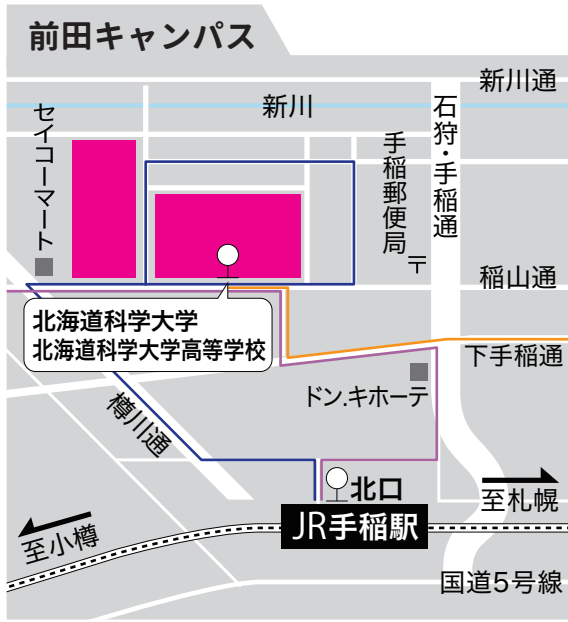 前田キャンパス
新川通
新川
セイコーマート
手稲郵便局
〒
石狩・手稲通
稲山通
北海道科学大学
北海道科学大学高等学校
下手稲通
ドン.キホーテ
樽川通
北口
至札幌
JR手稲駅
至小樽
国道5号線